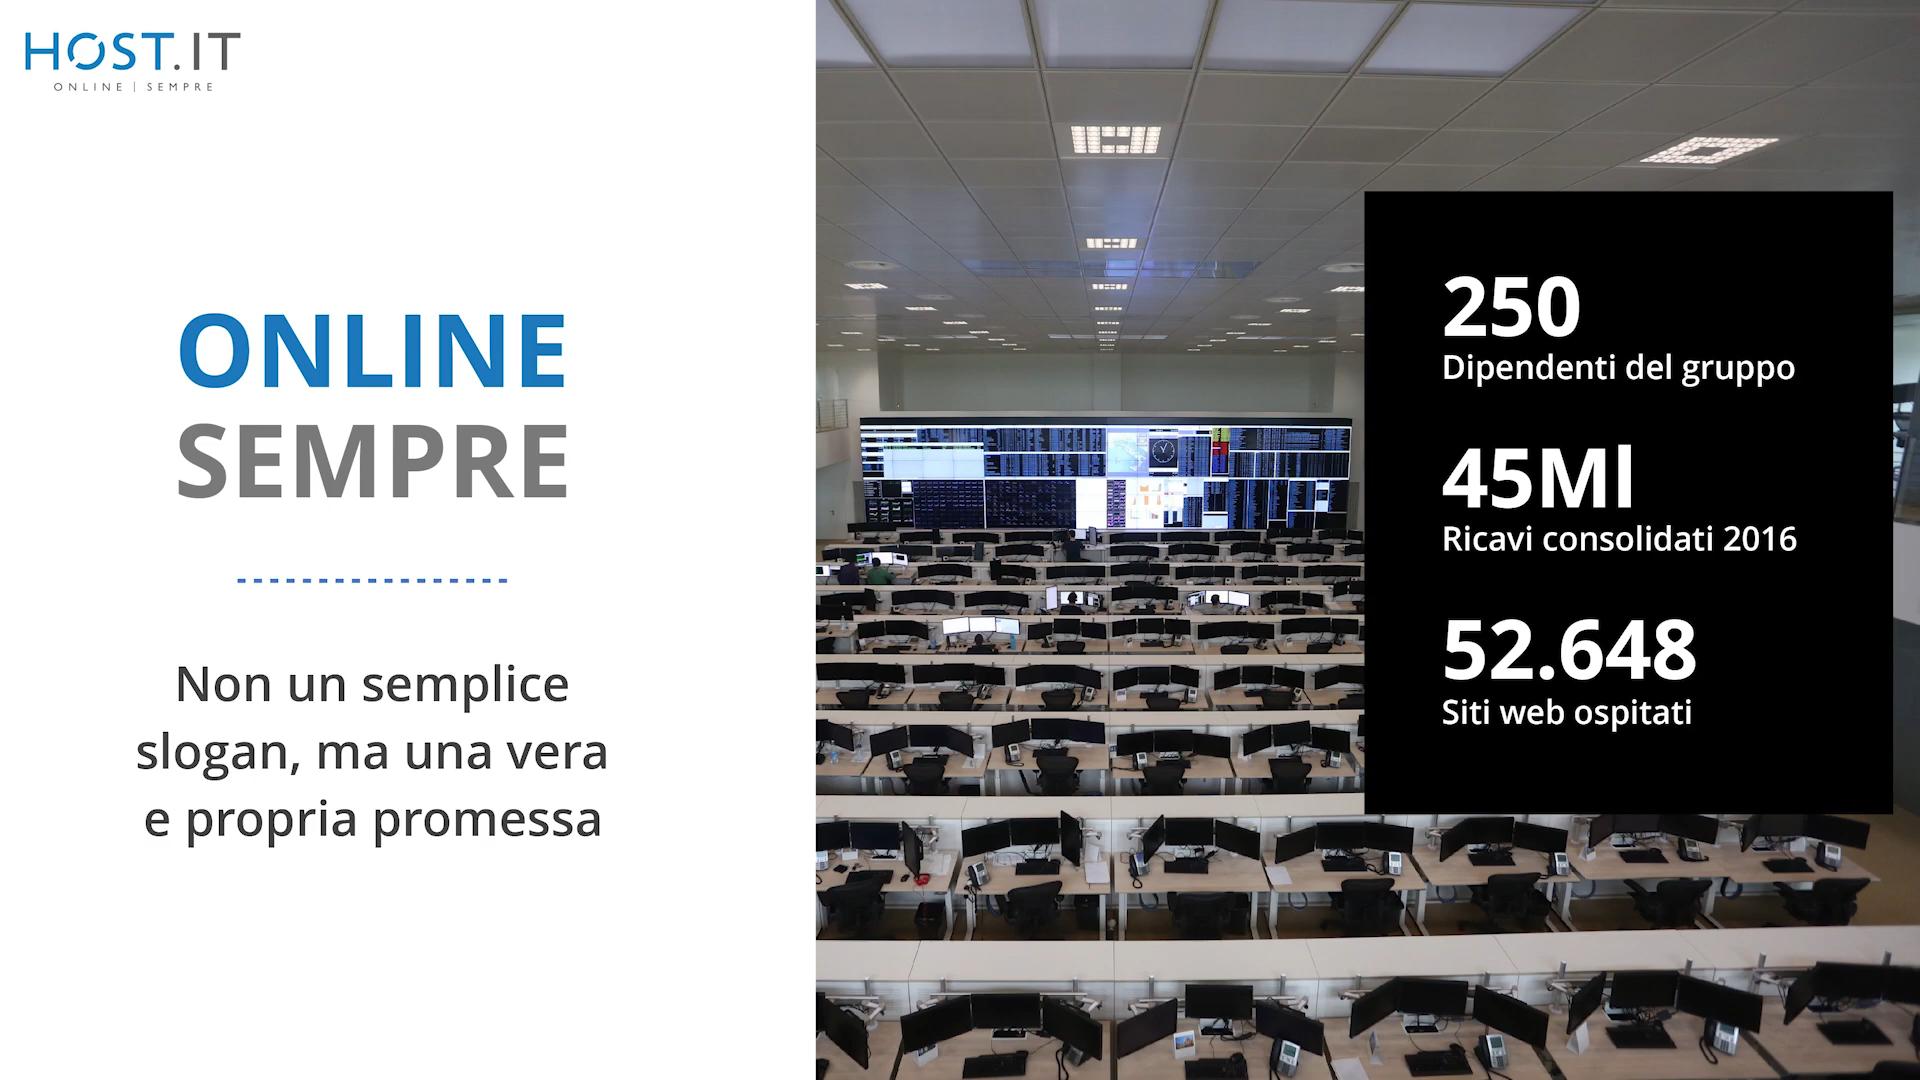 HOST.IT
ONLINE | SEMPRE
ONLINE
SEMPRE
Non un semplice
slogan, ma una vera
e propria promessa
250
Dipendenti del gruppo
45Ml
Ricavi consolidati 2016
52.648
Siti web ospitati